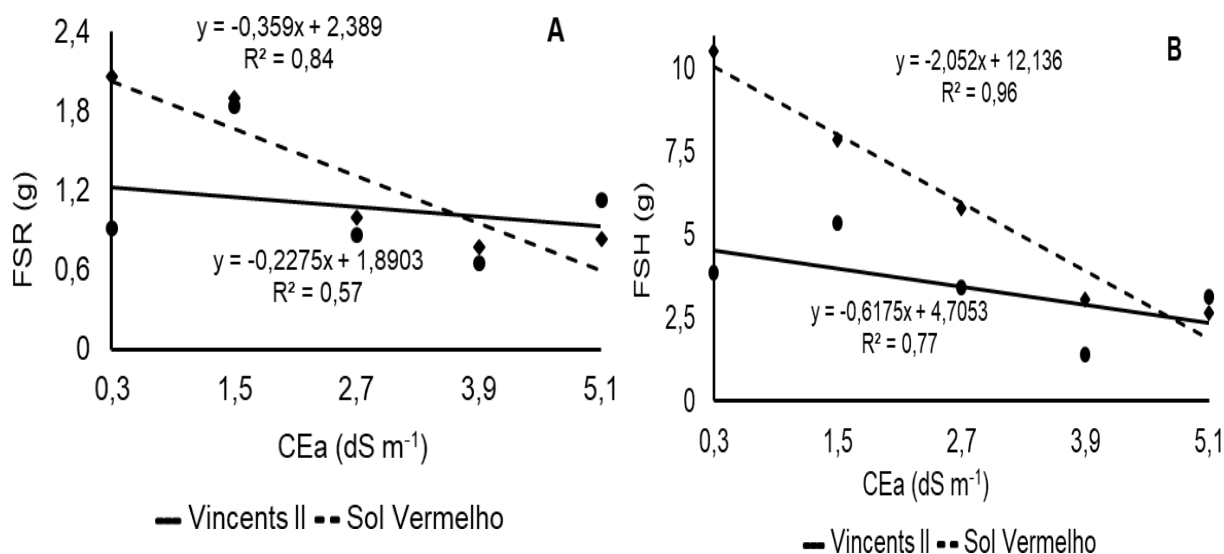 y = -0,359x + 2,389
R² = 0,84
A
2,4
1,8
1,2
0,6
0
FSR (g)
y = -0,2275x + 1,8903
R² = 0,57
0,3 1,5 2,7 3,9 5,1
CEa (dS m⁻¹)
Vincents II Sol Vermelho
B
y = -2,052x + 12,136
R² = 0,96
10
7,5
5
2,5
0
FSH (g)
y = -0,6175x + 4,7053
R² = 0,77
0,3 1,5 2,7 3,9 5,1
CEa (dS m⁻¹)
Vincents II Sol Vermelho